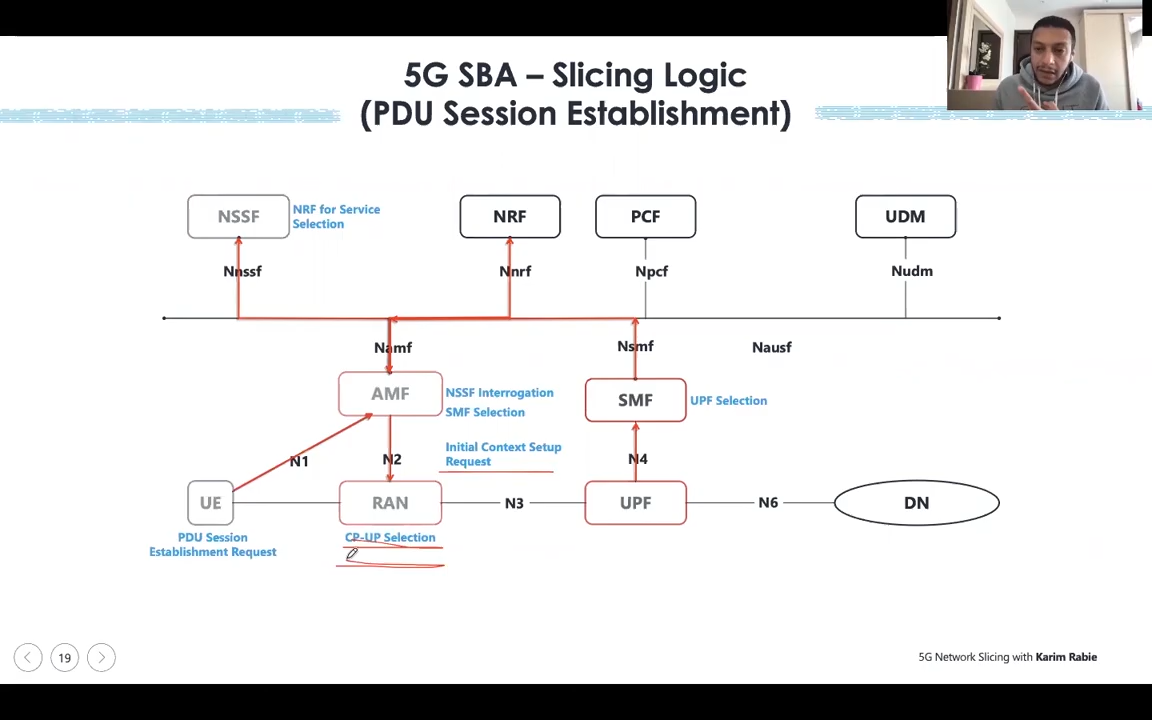 5G SBA – Slicing Logic
(PDU Session Establishment)
NSSF
NRF for Service
Selection
NRF
PCF
UDM
Nnssf
Nnrf
Npcf
Nudm
Namf
Nsmf
Nausf
AMF
NSSF Interrogation
SMF Selection
SMF
UPF Selection
Initial Context Setup
Request
N1
N2
N4
UE
RAN
N3
UPF
N6
DN
PDU Session
Establishment Request
CP-UP Selection
19
5G Network Slicing with Karim Rabie